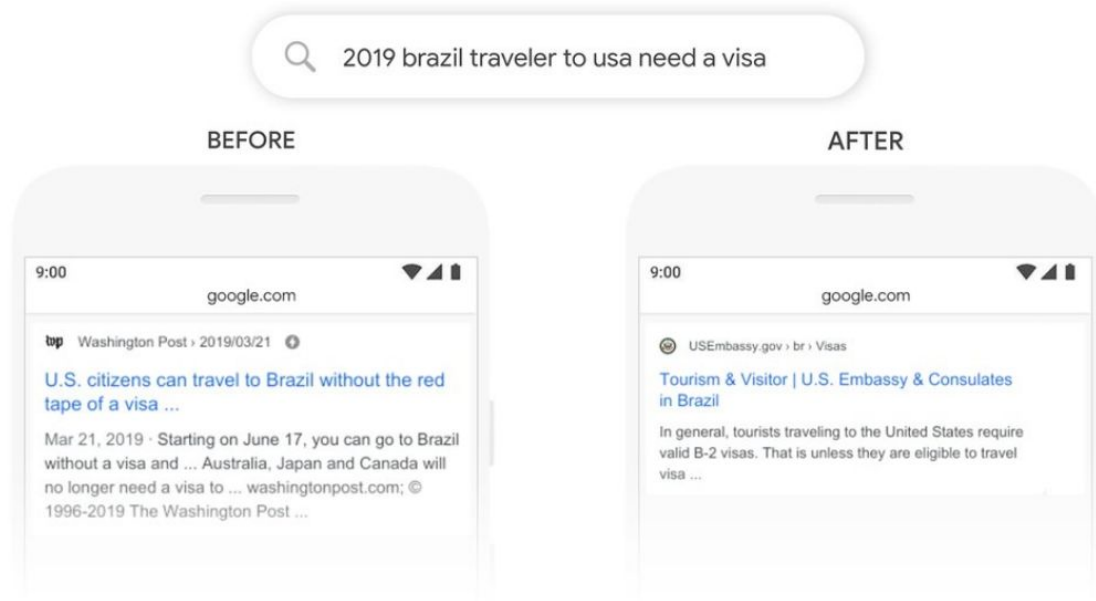 2019 brazil traveler to usa need a visa
BEFORE
9:00
google.com
wp Washington Post › 2019/03/21
U.S. citizens can travel to Brazil without the red
tape of a visa ...
Mar 21, 2019 · Starting on June 17, you can go to Brazil
without a visa and ... Australia, Japan and Canada will
no longer need a visa to ... washingtonpost.com; ©
1996-2019 The Washington Post ...
AFTER
9:00
google.com
USEmbassy.gov › br › Visas
Tourism & Visitor | U.S. Embassy & Consulates
in Brazil
In general, tourists traveling to the United States require
valid B-2 visas. That is unless they are eligible to travel
visa ...